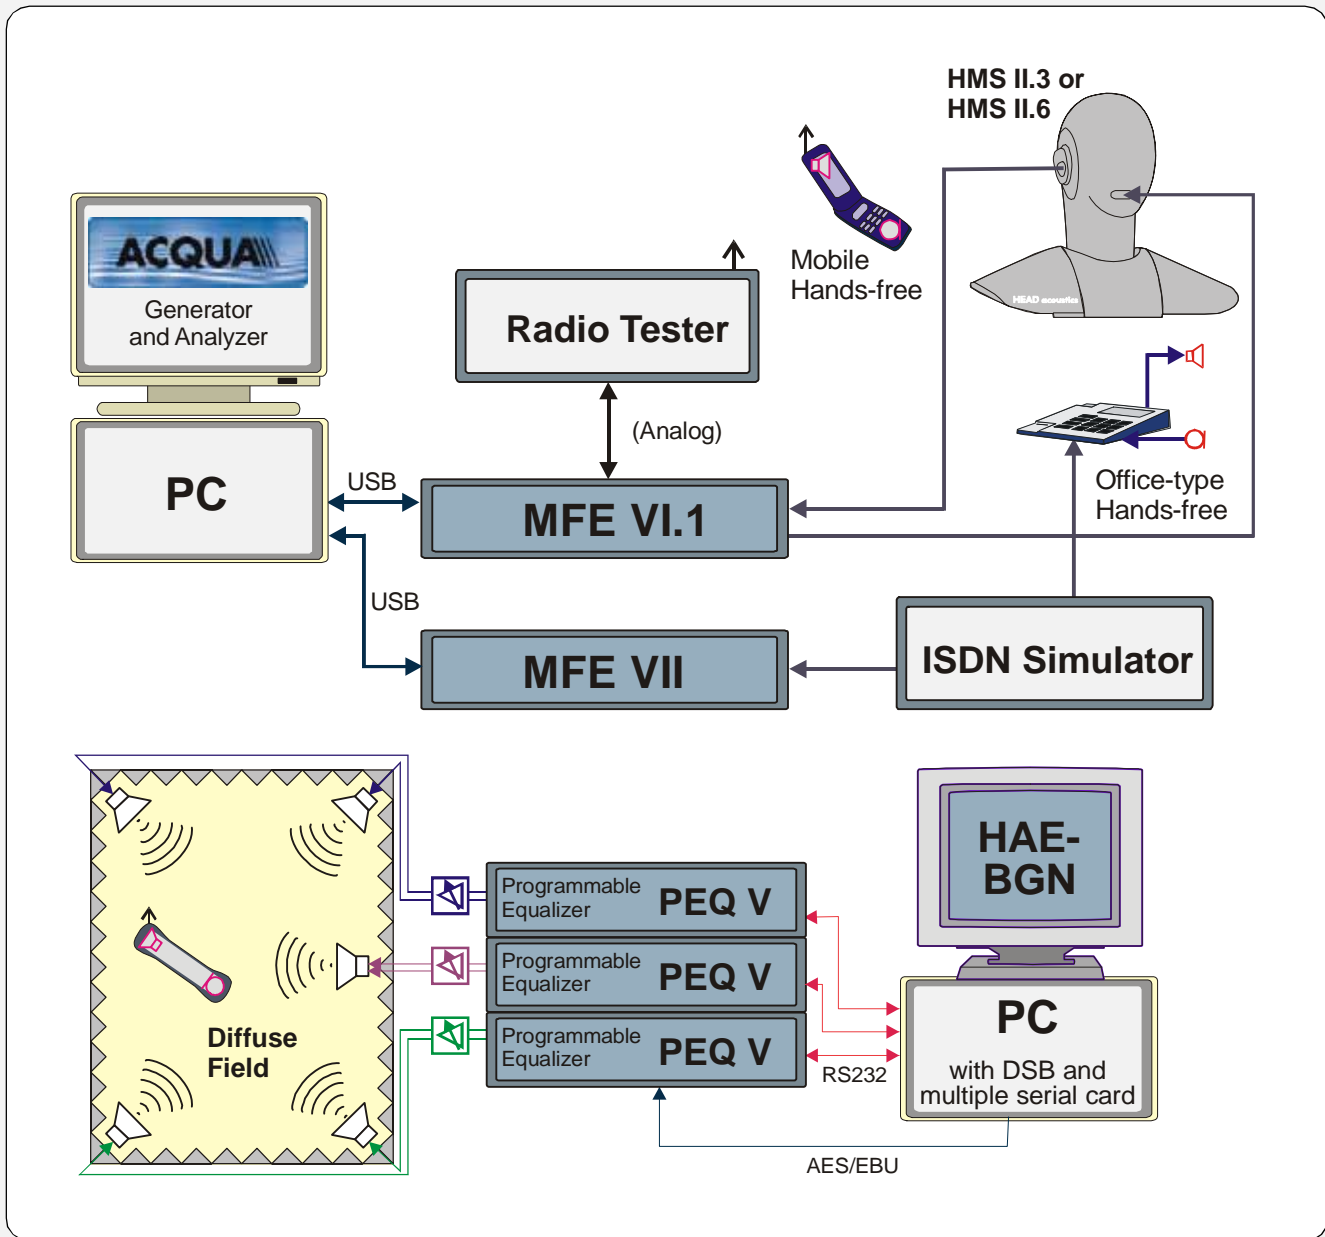 HMS II.3 or
HMS II.6
ACQUA
Generator
and Analyzer
Mobile
Hands-free
HEAD acoustics
Radio Tester
(Analog)
PC
USB
MFE VI.1
Office-type
Hands-free
USB
MFE VII
ISDN Simulator
HAE-
BGN
Programmable
Equalizer
PEQ V
Programmable
Equalizer
PEQ V
Programmable
Equalizer
PEQ V
Diffuse
Field
PC
with DSB and
multiple serial card
RS232
AES/EBU